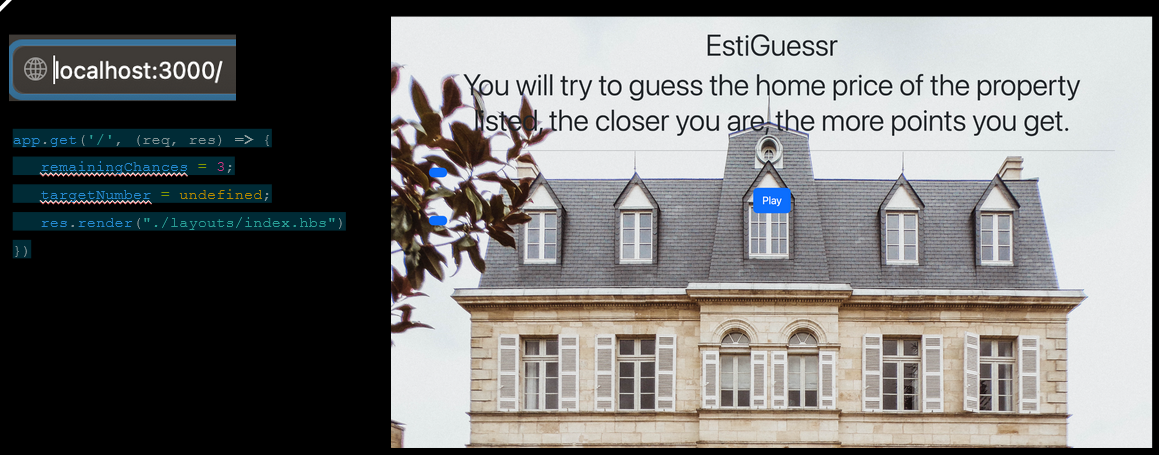 localhost:3000/
app.get('/', (req, res) => {
remainingChances = 3;
targetNumber = undefined;
res.render("./layouts/index.hbs")
})
EstiGuessr
You will try to guess the home price of the property
listed, the closer you are, the more points you get.
Play